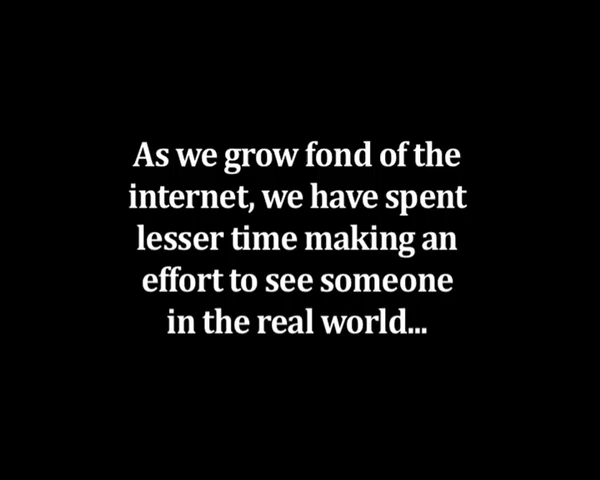 As we grow fond of the
internet, we have spent
lesser time making an
effort to see someone
in the real world...